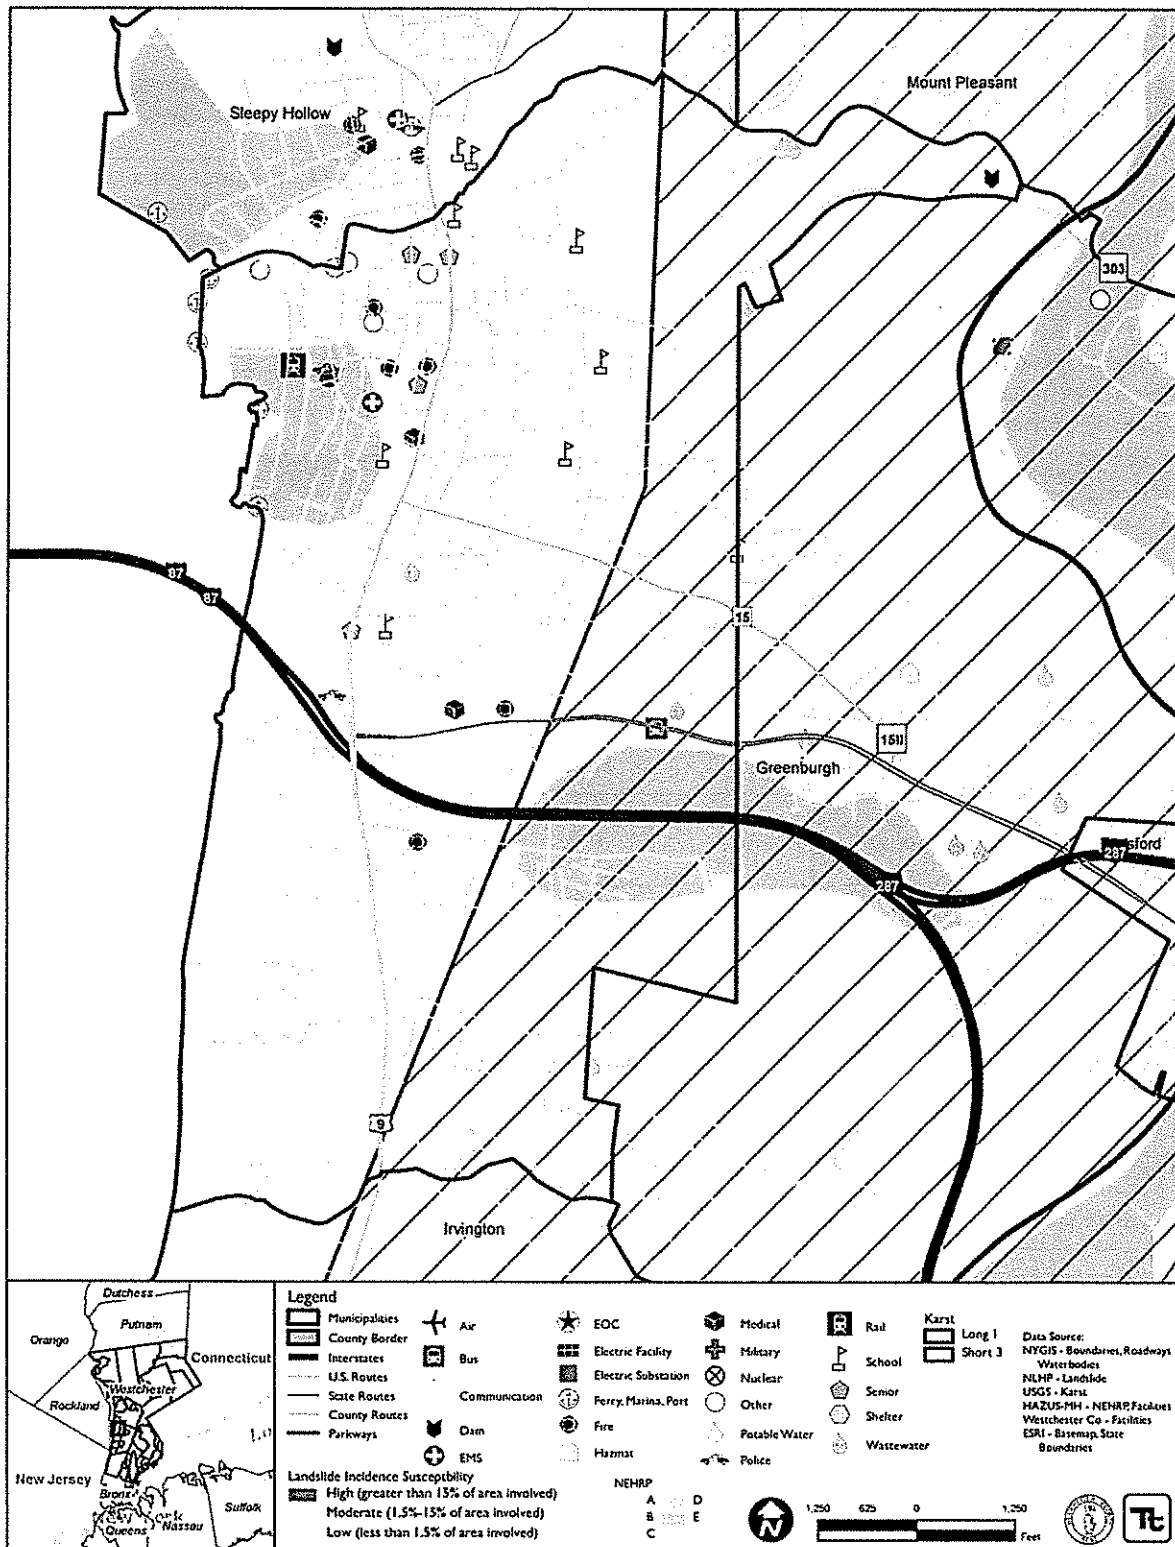 Mount Pleasant
Sleepy Hollow
303
87
87
15
15II
Greenburgh
287
287
9
Irvington
Dutchess
Putnam
Orange
Connecticut
Westchester
Rockland
New Jersey
Bronx
Queens
Nassau
Suffolk
Legend
Municipalities
County Border
Interstates
U.S. Routes
State Routes
County Routes
Parkways
Air
Bus
Communication
Dam
EMS
EOC
Electric Facility
Electric Substation
Ferry, Marina, Port
Fire
Hazmat
Medical
Military
Nuclear
Other
Potable Water
Police
Rail
School
Senior
Shelter
Wastewater
Karst
Long 1
Short 3
Data Source:
NYGIS - Boundaries, Roadways
Waterbodies
NLHP - Landslide
USGS - Karst
HAZUS-MH - NEHRP, Facilities
Westchester Co - Facilities
ESRI - Basemap, State
Boundaries
Landslide Incidence Susceptbility
High (greater than 15% of area involved)
Moderate (1.5%-15% of area involved)
Low (less than 1.5% of area involved)
NEHRP
A
B
C
D
E
N
1,250 625 0 1,250
Feet
Tt